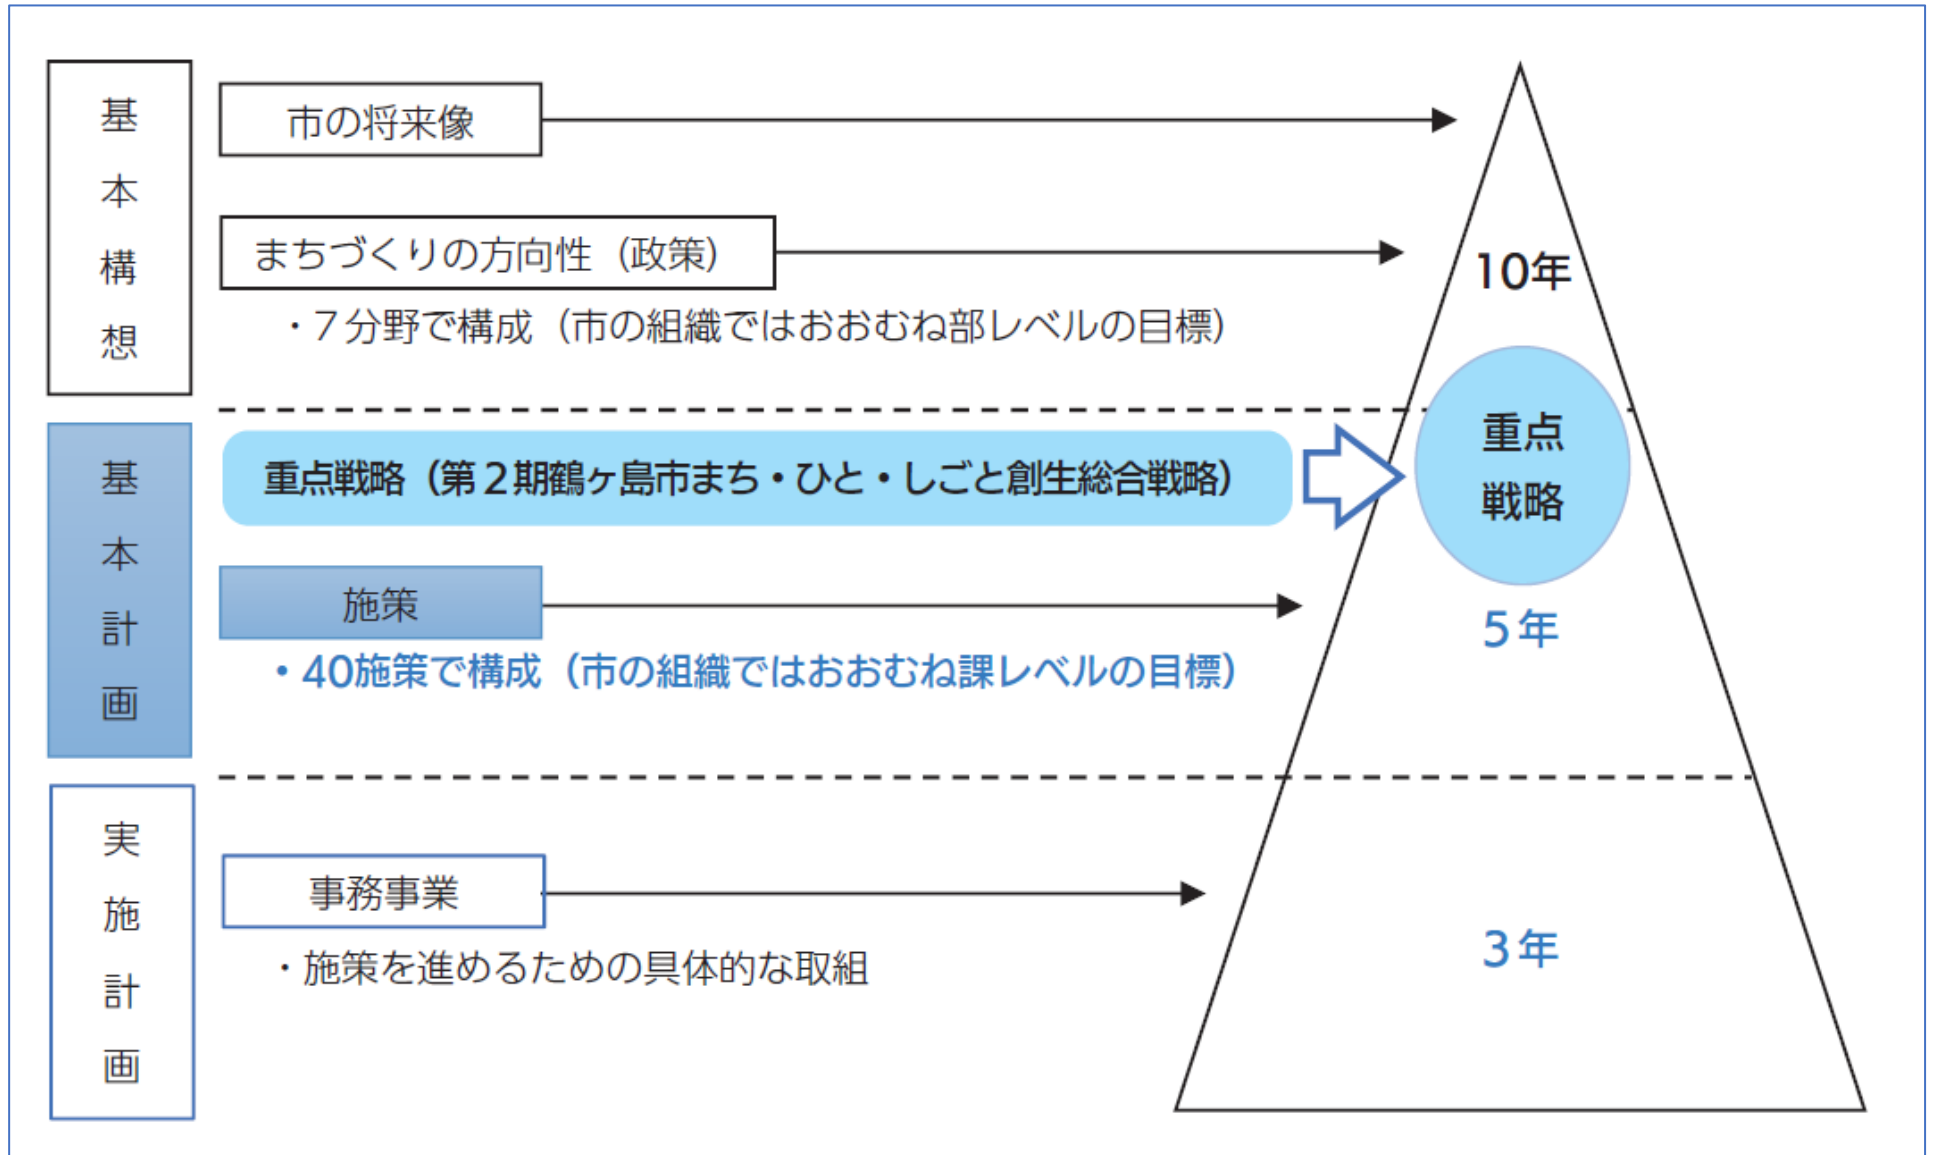 基本構想
市の将来像
まちづくりの方向性（政策）
・７分野で構成（市の組織ではおおむね部レベルの目標）
10年
基本計画
重点戦略（第２期鶴ヶ島市まち・ひと・しごと創生総合戦略）
重点
戦略
施策
・40施策で構成（市の組織ではおおむね課レベルの目標）
５年
実施計画
事務事業
・施策を進めるための具体的な取組
３年